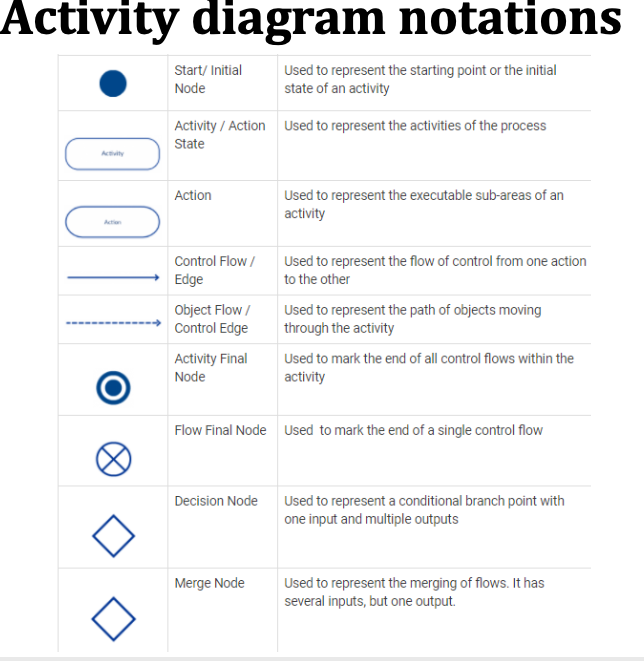 Activity diagram notations
Start/ Initial
Node
Used to represent the starting point or the initial
state of an activity
Activity
Activity / Action
State
Used to represent the activities of the process
Action
Action
Used to represent the executable sub-areas of an
activity
Control Flow /
Edge
Used to represent the flow of control from one action
to the other
Object Flow /
Control Edge
Used to represent the path of objects moving
through the activity
Activity Final
Node
Used to mark the end of all control flows within the
activity
Flow Final Node
Used  to mark the end of a single control flow
Decision Node
Used to represent a conditional branch point with
one input and multiple outputs
Merge Node
Used to represent the merging of flows. It has
several inputs, but one output.